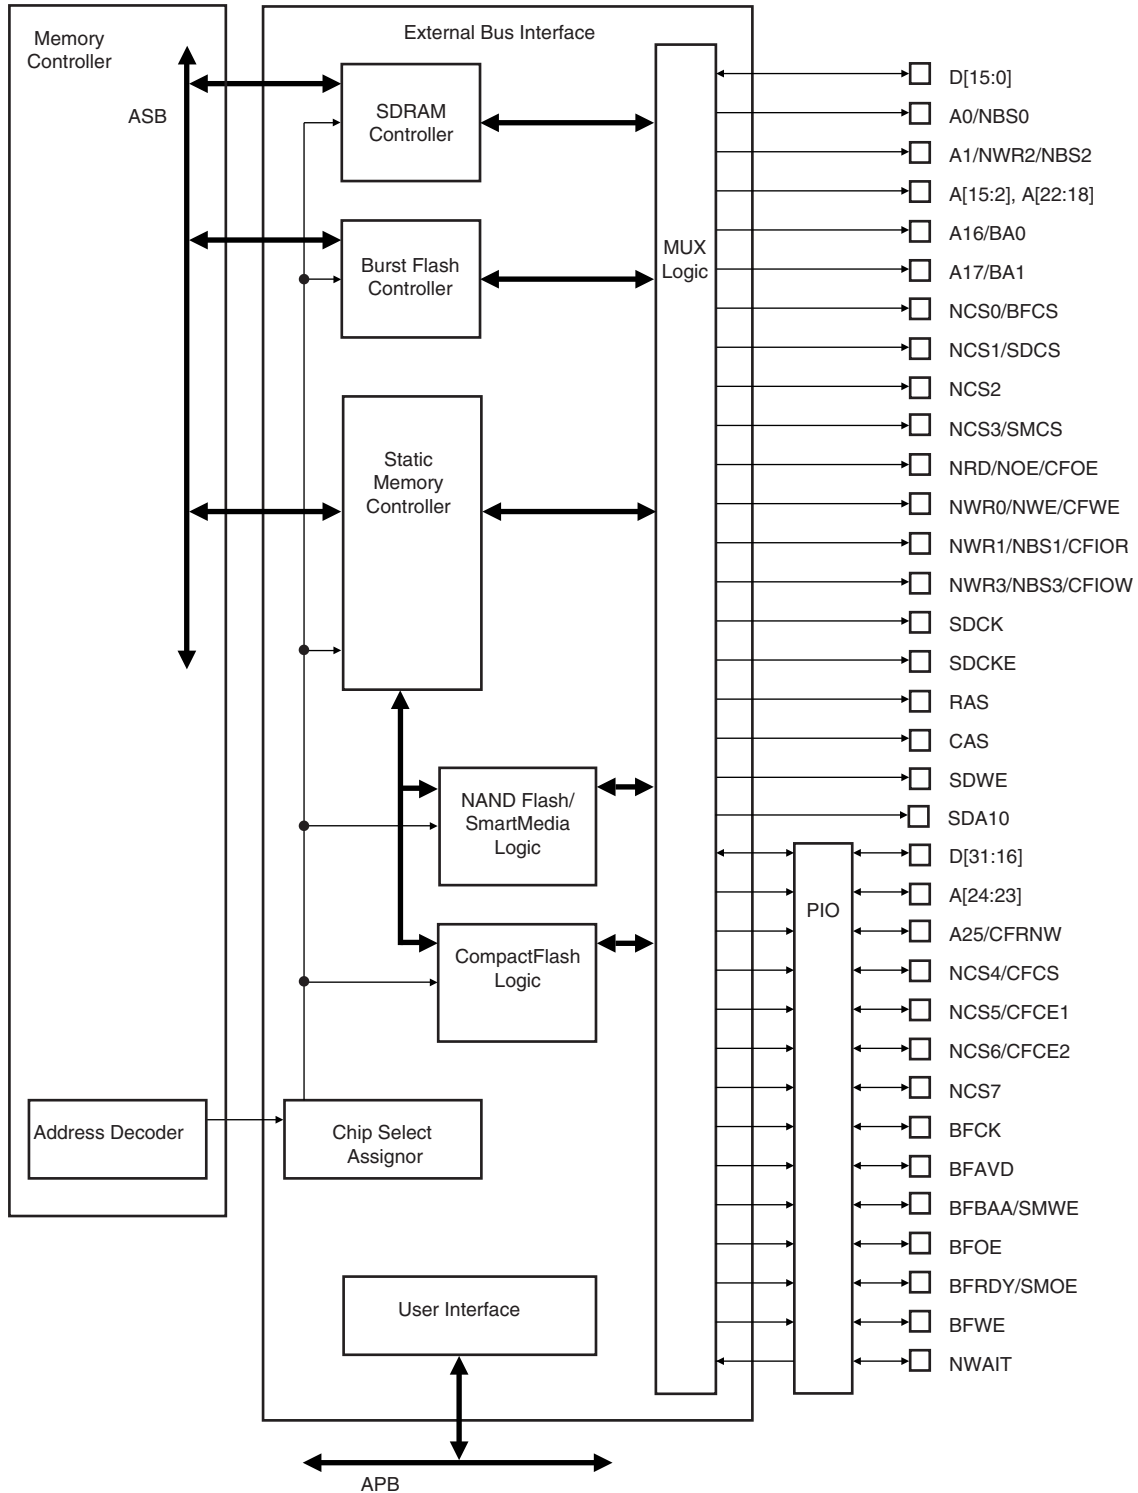 External Bus Interface
Memory
Controller
ASB
SDRAM
Controller
Burst Flash
Controller
MUX
Logic
Static
Memory
Controller
NAND Flash/
SmartMedia
Logic
CompactFlash
Logic
Address Decoder
Chip Select
Assignor
User Interface
APB
PIO
D[15:0]
A0/NBS0
A1/NWR2/NBS2
A[15:2], A[22:18]
A16/BA0
A17/BA1
NCS0/BFCS
NCS1/SDCS
NCS2
NCS3/SMCS
NRD/NOE/CFOE
NWR0/NWE/CFWE
NWR1/NBS1/CFIOR
NWR3/NBS3/CFIOW
SDCK
SDCKE
RAS
CAS
SDWE
SDA10
D[31:16]
A[24:23]
A25/CFRNW
NCS4/CFCS
NCS5/CFCE1
NCS6/CFCE2
NCS7
BFCK
BFAVD
BFBAA/SMWE
BFOE
BFRDY/SMOE
BFWE
NWAIT